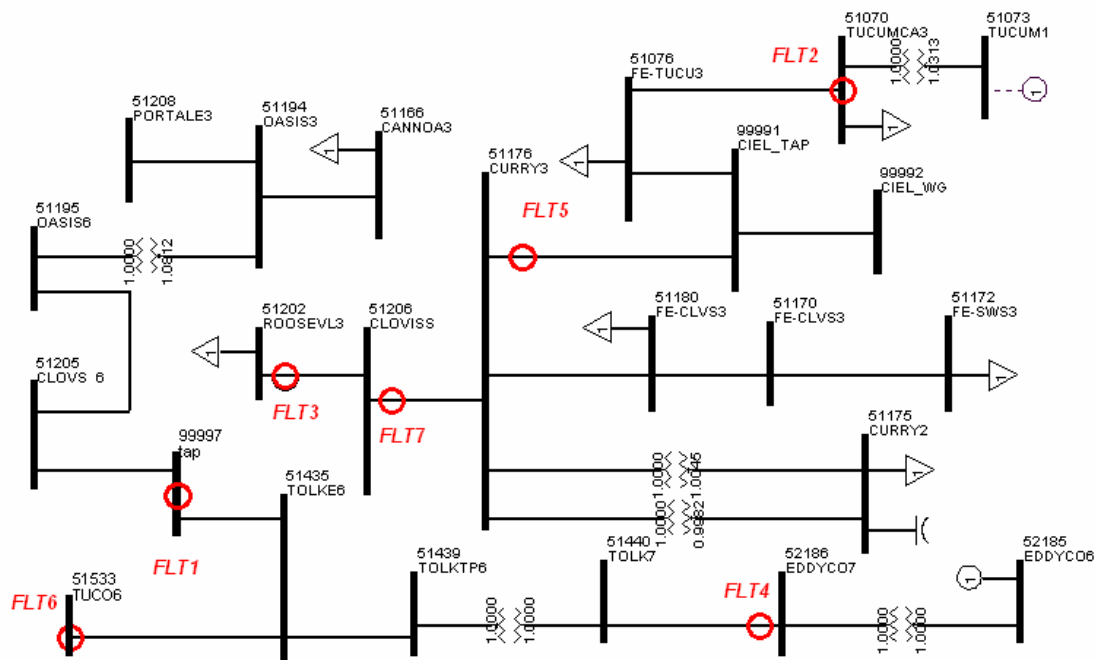 51070
TUCUMCA3
51073
TUCUM1
FLT2
51076
FE-TUCU3
1.0000
1.0313
1
51208
PORTALE3
51194
OASIS3
51166
CANNOA3
1
1
99991
CIEL_TAP
51176
CURRY3
1
99992
CIEL_WG
FLT5
51195
OASIS6
1.0000
1.0812
51202
ROOSEVL3
51206
CLOVISS
51180
FE-CLVS3
51170
FE-CLVS3
51172
FE-SWS3
1
1
51205
CLOVS 6
1
FLT3
FLT7
51175
CURRY2
99997
tap
51435
TOLKE6
1.0000
1.0045
1
1.0000
0.9982
FLT1
51439
TOLKTP6
51440
TOLK7
52186
EDDYCO7
52185
EDDYCO6
51533
TUCO6
FLT6
FLT4
1
1.0000
1.0000
1.0000
1.0000